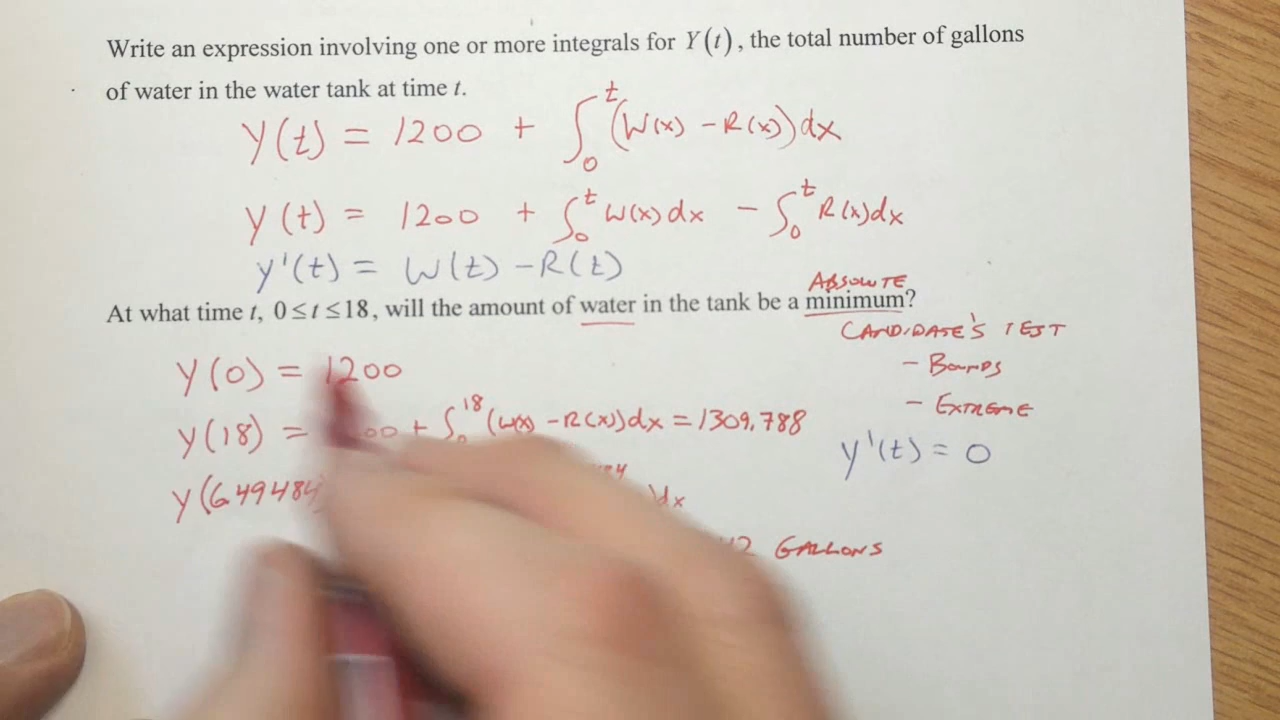 Write an expression involving one or more integrals for Y(t), the total number of gallons
of water in the water tank at time t.
Y(t) = 1200 + ∫₀ᵗ (W(x) - R(x)) dx
Y(t) = 1200 + ∫₀ᵗ W(x) dx - ∫₀ᵗ R(x) dx
Y'(t) = W(t) - R(t)
ABSOLUTE
At what time t, 0 ≤ t ≤ 18, will the amount of water in the tank be a minimum?
CANDIDATE'S TEST
- BOUNDS
- EXTREME
Y'(t) = 0
Y(0) = 1200
Y(18) = 00 + ∫₀¹⁸ (W(x) - R(x)) dx = 1309.788
Y(6.49484) dx
GALLONS